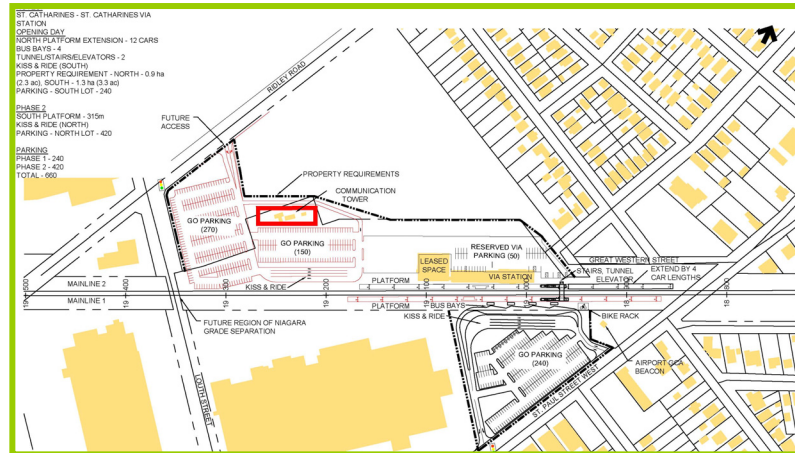 ST. CATHARINES - ST. CATHARINES VIA
STATION
OPENING DAY
NORTH PLATFORM EXTENSION - 12 CARS
BUS BAYS - 4
TUNNEL/STAIRS/ELEVATORS - 2
KISS & RIDE (SOUTH)
PROPERTY REQUIREMENT - NORTH - 0.9 ha
(2.3 ac), SOUTH - 1.3 ha (3.3 ac)
PARKING - SOUTH LOT - 240
PHASE 2
SOUTH PLATFORM - 315m
KISS & RIDE (NORTH)
PARKING - NORTH LOT - 420
PARKING
PHASE 1 - 240
PHASE 2 - 420
TOTAL - 660
RIDLEY ROAD
FUTURE
ACCESS
PROPERTY REQUIREMENTS
COMMUNICATION
TOWER
GO PARKING
(270)
GO PARKING
(150)
RESERVED VIA
PARKING (50)
LEASED
SPACE
VIA STATION
GREAT WESTERN STREET
STAIRS, TUNNEL
ELEVATOR
EXTEND BY 4
CAR LENGTHS
MAINLINE 2
KISS & RIDE
PLATFORM
MAINLINE 1
PLATFORM
BUS BAYS
KISS & RIDE
BIKE RACK
FUTURE REGION OF NIAGARA
GRADE SEPARATION
GO PARKING
(240)
AIRPORT GCA
BEACON
LOUTH STREET
ST. PAUL STREET WEST